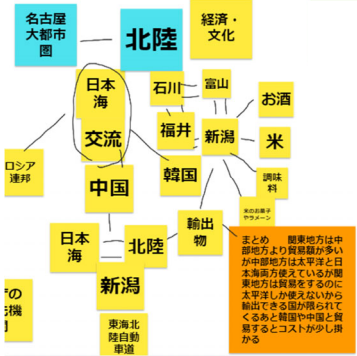 名古屋
大都市
圏
北陸
経済・
文化
日本
海
石川
富山
お酒
交流
福井
新潟
米
ロシア
連邦
中国
韓国
調味
料
米のお菓子
やラーメン
輸出
物
日本
海
北陸
まとめ　関東地方は中
部地方より貿易額が多い
が中部地方は太平洋と日
本海両方使えているが関
東地方は貿易をするのに
太平洋しか使えないから
輸出できる国が限られて
くるあと韓国や中国と貿
易するとコストが少し掛
かる
新潟
の
機
東海北
陸自動
車道